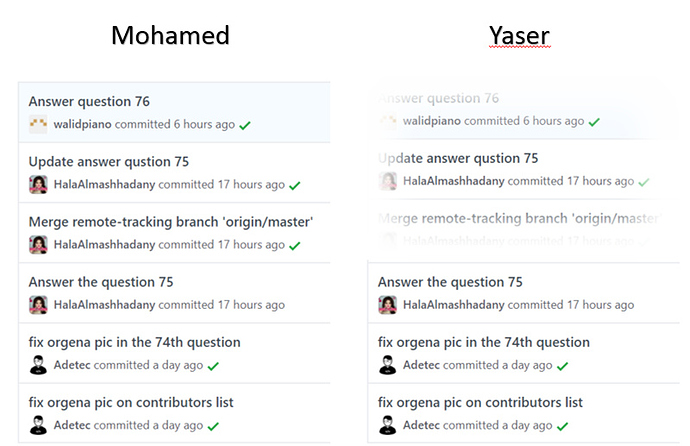 Mohamed
Answer question 76
walidpiano committed 6 hours ago
Update answer qustion 75
HalaAlmashhadany committed 17 hours ago
Merge remote-tracking branch 'origin/master'
HalaAlmashhadany committed 17 hours ago
Answer the question 75
HalaAlmashhadany committed 17 hours ago
fix orgena pic in the 74th question
Adetec committed a day ago
fix orgena pic on contributors list
Adetec committed a day ago
Yaser
Answer question 76
walidpiano committed 6 hours ago
Update answer qustion 75
HalaAlmashhadany committed 17 hours ago
Merge remote-tracking branch 'origin/master'
HalaAlmashhadany committed 17 hours ago
Answer the question 75
HalaAlmashhadany committed 17 hours ago
fix orgena pic in the 74th question
Adetec committed a day ago
fix orgena pic on contributors list
Adetec committed a day ago